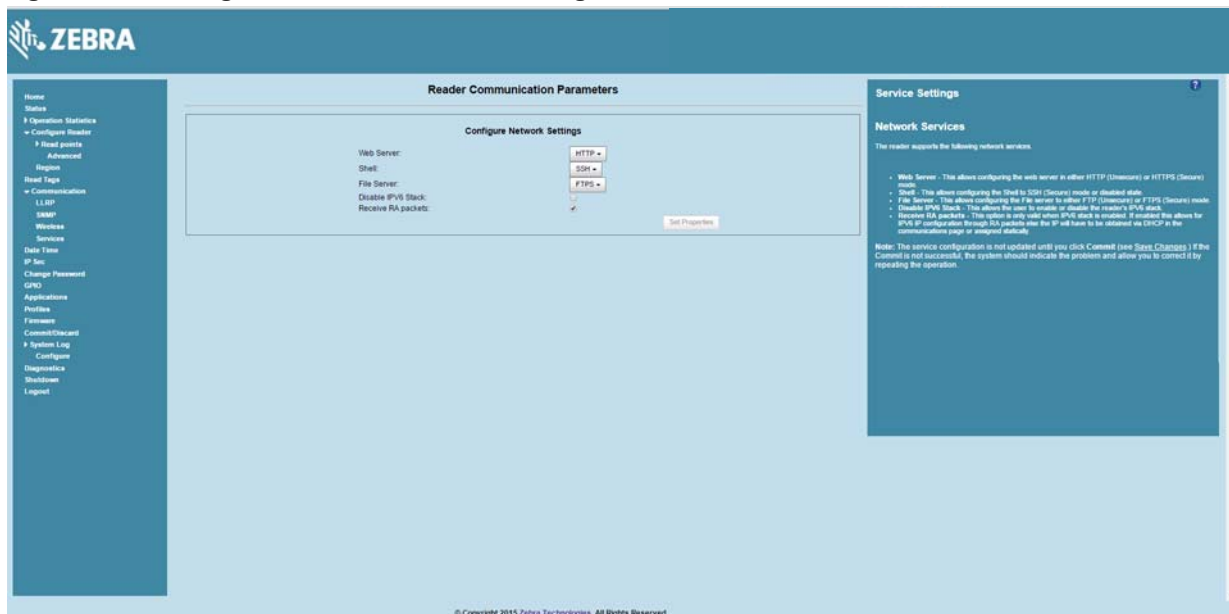 ZEBRA
Home
Status
Operation Statistics
Configure Reader
Read points
Advanced
Region
Read Tags
Communication
LLRP
SNMP
Wireless
Services
Date Time
IP Sec
Change Password
GPIO
Applications
Profiles
Firmware
Commit/Discard
System Log
Configure
Diagnostics
Shutdown
Logout
Reader Communication Parameters
Configure Network Settings
Web Server: HTTP
Shell: SSH
File Server: FTPS
Disable IPV6 Stack:
Receive RA packets:
Set Properties
?
Service Settings
Network Services
The reader supports the following network services.
Web Server - This allows configuring the web server in either HTTP (Unsecure) or HTTPS (Secure)
mode.
Shell - This allows configuring the Shell to SSH (Secure) mode or disabled state.
File Server - This allows configuring the File server to either FTP (Unsecure) or FTPS (Secure) mode.
Disable IPV6 Stack - This allows the user to enable or disable the reader's IPV6 stack.
Receive RA packets - This option is only valid when IPV6 stack is enabled. If enabled this allows for
IPV6 IP configuration through RA packets else the IP will have to be obtained via DHCP in the
communications page or assigned statically.
Note: The service configuration is not updated until you click Commit (see Save Changes.) If the
Commit is not successful, the system should indicate the problem and allow you to correct it by
repeating the operation.
© Copyright 2015 Zebra Technologies. All Rights Reserved.